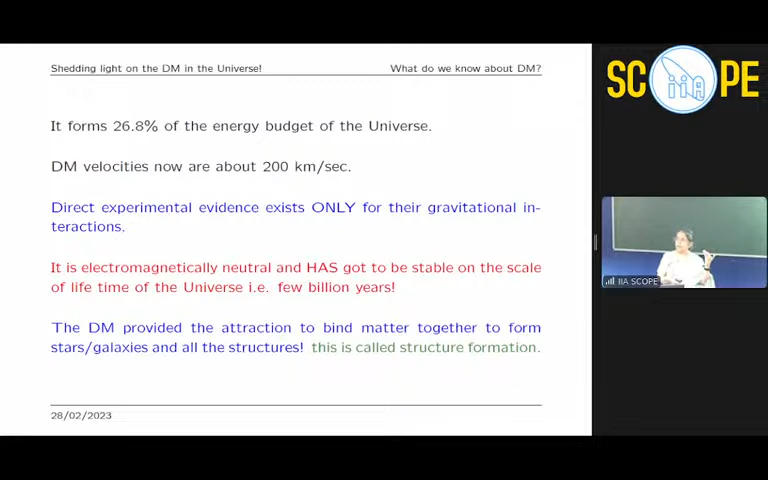 Shedding light on the DM in the Universe!
What do we know about DM?
It forms 26.8% of the energy budget of the Universe.
DM velocities now are about 200 km/sec.
Direct experimental evidence exists ONLY for their gravitational in-
teractions.
It is electromagnetically neutral and HAS got to be stable on the scale
of life time of the Universe i.e. few billion years!
The DM provided the attraction to bind matter together to form
stars/galaxies and all the structures! this is called structure formation.
28/02/2023
SC iiA PE
IIA SCOPE